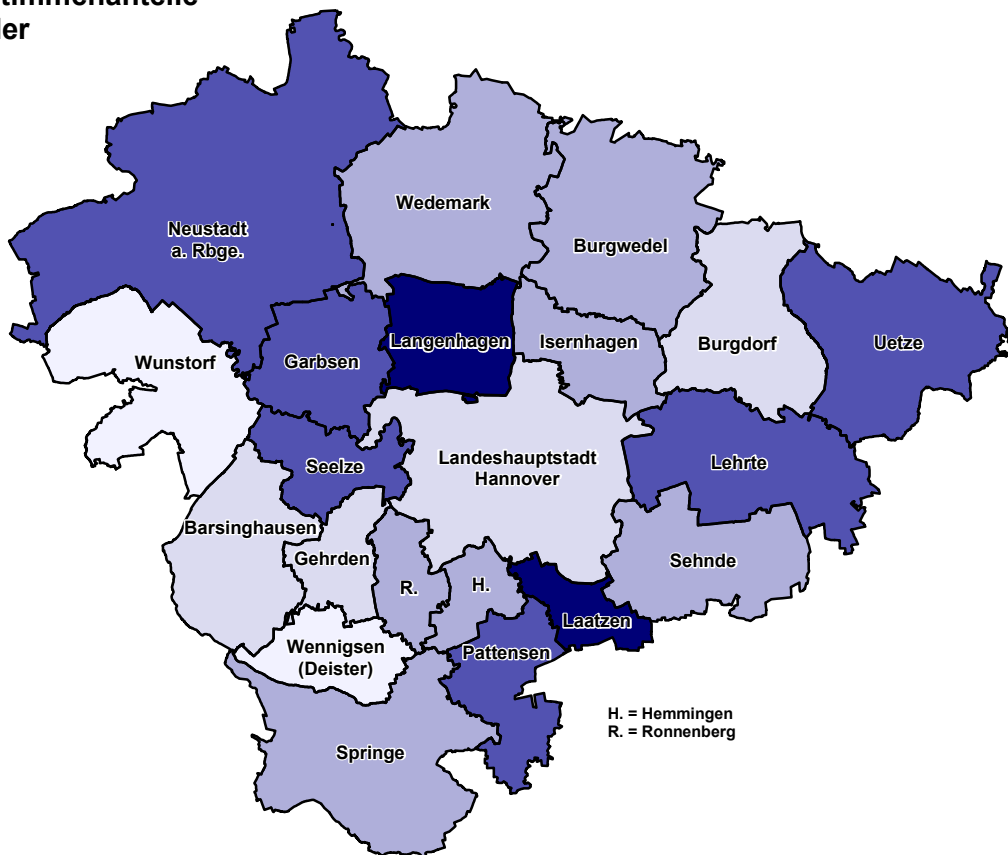 Wedemark
Neustadt
a. Rbge.
Burgwedel
Langenhagen
Isernhagen
Burgdorf
Uetze
Wunstorf
Garbsen
Landeshauptstadt
Hannover
Seelze
Lehrte
Barsinghausen
Gehrden
R.
H.
Sehnde
Laatzen
Wennigsen
(Deister)
Pattensen
Springe
H. = Hemmingen
R. = Ronnenberg